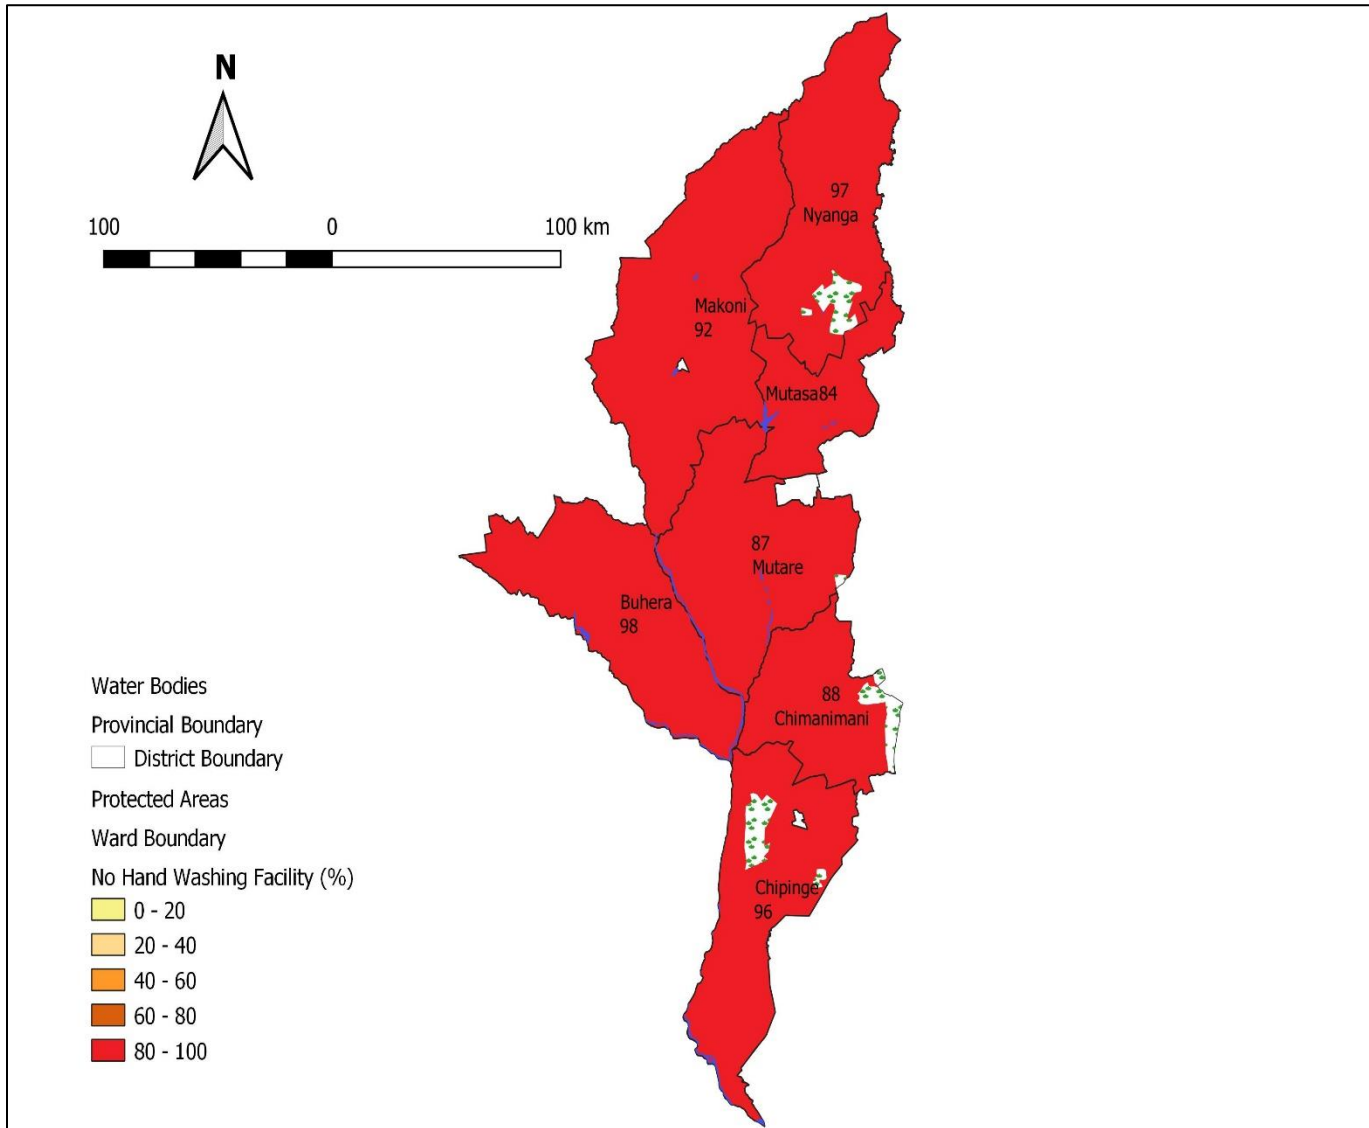 N
100 0 100 km
97
Nyanga
Makoni
92
Mutasa84
87
Mutare
Buhera
98
88
Chimanimani
Chipinge
96
Water Bodies
Provincial Boundary
District Boundary
Protected Areas
Ward Boundary
No Hand Washing Facility (%)
0 - 20
20 - 40
40 - 60
60 - 80
80 - 100